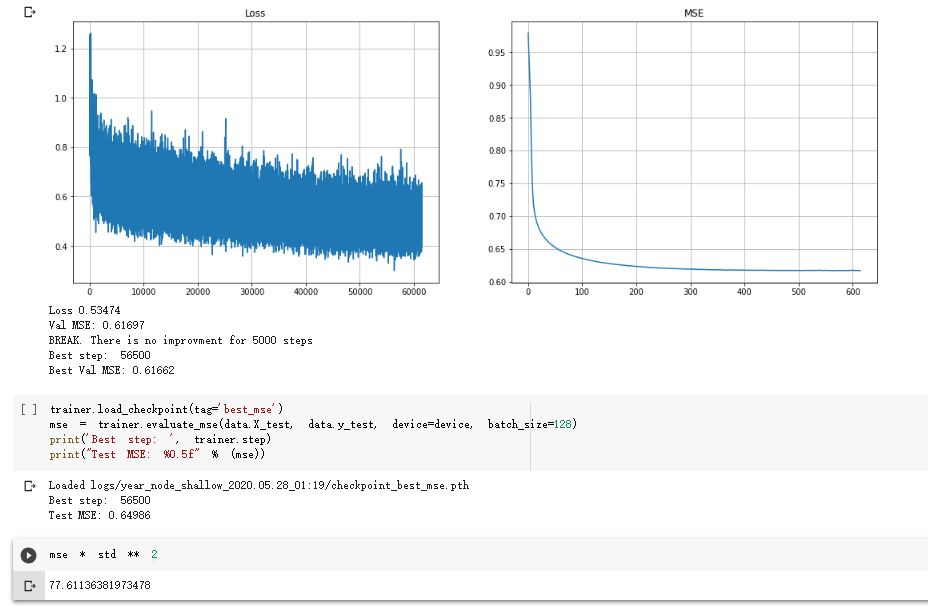 Loss
MSE
1.2
1.0
0.8
0.6
0.4
0 10000 20000 30000 40000 50000 60000
0.95
0.90
0.85
0.80
0.75
0.70
0.65
0.60
0 100 200 300 400 500 600
Loss 0.53474
Val MSE: 0.61697
BREAK. There is no improvment for 5000 steps
Best step: 56500
Best Val MSE: 0.61662
[ ] trainer.load_checkpoint(tag='best_mse')
mse = trainer.evaluate_mse(data.X_test, data.y_test, device=device, batch_size=128)
print('Best step: ', trainer.step)
print("Test MSE: %0.5f" % (mse))
Loaded logs/year_node_shallow_2020.05.28_01:19/checkpoint_best_mse.pth
Best step: 56500
Test MSE: 0.64986
mse * std ** 2
77.61136381973478